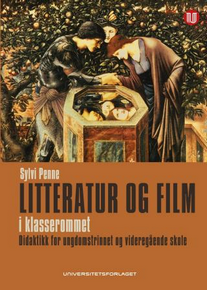 Sylvi Penne
LITTERATUR OG FILM
i klasserommet
Didaktikk for ungdomstrinnet og videregående skole
UNIVERSITETSFORLAGET